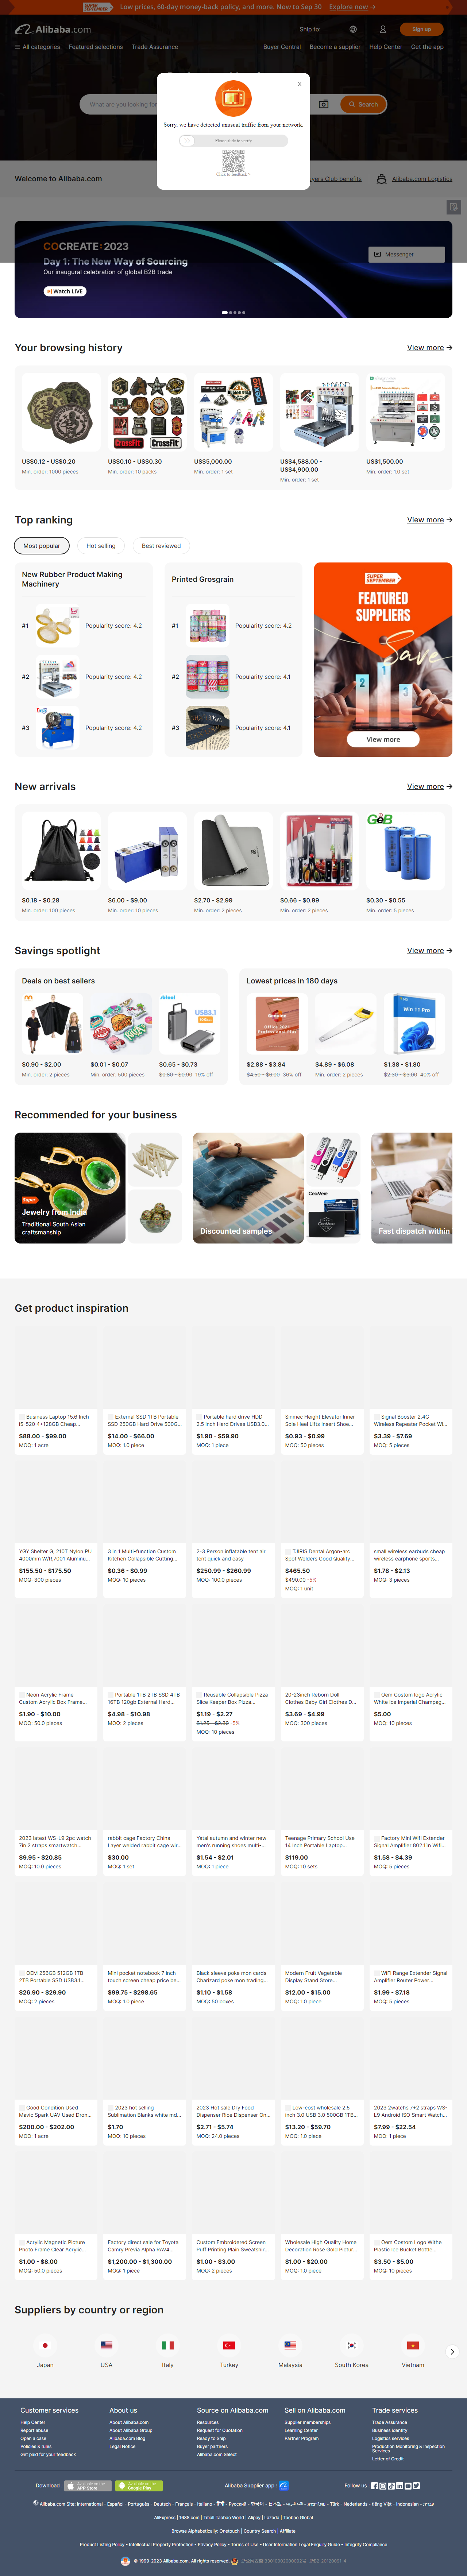 SUPER SEPTEMBER
Low prices, 60-day money-back policy, and more. Now to Sep 30 Explore now
Alibaba.com
Ship to:
Sign up
All categories Featured selections Trade Assurance
Buyer Central Become a supplier Help Center Get the app
What are you looking for
Search
X
Sorry, we have detected unusual traffic from your network.
Please slide to verify
Click to feedback >
Welcome to Alibaba.com
yers Club benefits
Alibaba.com Logistics
COCREATE:2023
Day 1: The New Way of Sourcing
Our inaugural celebration of global B2B trade
Watch LIVE
Messenger
Your browsing history
View more
US$0.12 - US$0.20
Min. order: 1000 pieces
US$0.10 - US$0.30
Min. order: 10 packs
US$5,000.00
Min. order: 1 set
US$4,588.00 -
US$4,900.00
Min. order: 1 set
US$1,500.00
Min. order: 1.0 set
Top ranking
View more
Most popular
Hot selling
Best reviewed
New Rubber Product Making
Machinery
#1 Popularity score: 4.2
#2 Popularity score: 4.2
#3 Popularity score: 4.2
Printed Grosgrain
#1 Popularity score: 4.2
#2 Popularity score: 4.1
#3 Popularity score: 4.1
SUPER SEPTEMBER
FEATURED
SUPPLIERS
Save
2 1 3
View more
New arrivals
View more
GeB
$0.18 - $0.28
Min. order: 100 pieces
$6.00 - $9.00
Min. order: 10 pieces
$2.70 - $2.99
Min. order: 2 pieces
$0.66 - $0.99
Min. order: 2 pieces
$0.30 - $0.55
Min. order: 5 pieces
Savings spotlight
View more
Deals on best sellers
USB3.1
$0.90 - $2.00
Min. order: 2 pieces
$0.01 - $0.07
Min. order: 500 pieces
$0.65 - $0.73
$0.80 - $0.90 19% off
Lowest prices in 180 days
Win 11 Pro
$2.88 - $3.84
$4.50 - $6.00 36% off
$4.89 - $6.08
Min. order: 2 pieces
$1.38 - $1.80
$2.30 - $3.00 40% off
Recommended for your business
Super
Jewelry from India
Traditional South Asian
craftsmanship
Discounted samples
CaseMeve
Fast dispatch within
Get product inspiration
Business Laptop 15.6 Inch
i5-520 4+128GB Cheap...
$88.00 - $99.00
MOQ: 1 acre
External SSD 1TB Portable
SSD 250GB Hard Drive 500G...
$14.00 - $66.00
MOQ: 1.0 piece
Portable hard drive HDD
2.5 inch Hard Drives USB3.0...
$1.90 - $59.90
MOQ: 1 piece
Sinmec Height Elevator Inner
Sole Heel Lifts Insert Shoe...
$0.93 - $0.99
MOQ: 50 pieces
Signal Booster 2.4G
Wireless Repeater Pocket Wi...
$3.39 - $7.69
MOQ: 5 pieces
YGY Shelter G, 210T Nylon PU
4000mm W/R,7001 Aluminu...
$155.50 - $175.50
MOQ: 300 pieces
3 in 1 Multi-function Custom
Kitchen Collapsible Cutting...
$0.36 - $0.99
MOQ: 10 pieces
2-3 Person inflatable tent air
tent quick and easy
$250.99 - $260.99
MOQ: 100.0 pieces
TJIRIS Dental Argon-arc
Spot Welders Good Quality...
$465.50
$490.00 -5%
MOQ: 1 unit
small wireless earbuds cheap
wireless earphone sports...
$1.78 - $2.13
MOQ: 3 pieces
Neon Acrylic Frame
Custom Acrylic Box Frame...
$1.90 - $10.00
MOQ: 50.0 pieces
Portable 1TB 2TB SSD 4TB
16TB 120gb External Hard...
$4.98 - $10.98
MOQ: 2 pieces
Reusable Collapsible Pizza
Slice Keeper Box Pizza...
$1.19 - $2.27
$1.25 - $2.39 -5%
MOQ: 10 pieces
20-23inch Reborn Doll
Clothes Baby Girl Clothes D...
$3.69 - $4.99
MOQ: 300 pieces
Oem Costom logo Acrylic
White Ice Imperial Champag...
$5.00
MOQ: 10 pieces
2023 latest WS-L9 2pc watch
7in 2 straps smartwatch...
$9.95 - $20.85
MOQ: 10.0 pieces
rabbit cage Factory China
Layer welded rabbit cage wir...
$30.00
MOQ: 1 set
Yatai autumn and winter new
men's running shoes multi-...
$1.54 - $2.01
MOQ: 1 piece
Teenage Primary School Use
14 Inch Portable Laptop...
$119.00
MOQ: 10 sets
Factory Mini Wifi Extender
Signal Amplifier 802.11n Wifi...
$1.58 - $4.39
MOQ: 5 pieces
OEM 256GB 512GB 1TB
2TB Portable SSD USB3.1...
$26.90 - $29.90
MOQ: 2 pieces
Mini pocket notebook 7 inch
touch screen cheap price be...
$99.75 - $298.65
MOQ: 1.0 piece
Black sleeve poke mon cards
Charizard poke mon trading...
$1.10 - $1.58
MOQ: 50 boxes
Modern Fruit Vegetable
Display Stand Store...
$12.00 - $15.00
MOQ: 1.0 piece
WiFi Range Extender Signal
Amplifier Router Power...
$1.99 - $7.18
MOQ: 5 pieces
Good Condition Used
Mavic Spark UAV Used Dron...
$200.00 - $202.00
MOQ: 1 acre
2023 hot selling
Sublimation Blanks white md...
$1.70
MOQ: 10 pieces
2023 Hot sale Dry Food
Dispenser Rice Dispenser On...
$2.71 - $5.74
MOQ: 24.0 pieces
Low-cost wholesale 2.5
inch 3.0 USB 3,0 500GB 1TB...
$13.20 - $59.70
MOQ: 1.0 piece
2023 2watchs 7+2 straps WS-
L9 Android ISO Smart Watch...
$7.99 - $22.54
MOQ: 1 piece
Acrylic Magnetic Picture
Photo Frame Clear Acrylic...
$1.00 - $8.00
MOQ: 50.0 pieces
Factory direct sale for Toyota
Camry Previa Alpha RAV4...
$1,200.00 - $1,300.00
MOQ: 1 piece
Custom Embroidered Screen
Puff Printing Plain Sweatshir...
$1.00 - $3.00
MOQ: 2 pieces
Wholesale High Quality Home
Decoration Rose Gold Pictur...
$1.00 - $20.00
MOQ: 1.0 piece
Oem Costom Logo Withe
Plastic Ice Bucket Bottle...
$3.50 - $5.00
MOQ: 10 pieces
Suppliers by country or region
Japan USA Italy Turkey Malaysia South Korea Vietnam
Customer services
Help Center
Report abuse
Open a case
Policies & rules
Get paid for your feedback
About us
About Alibaba.com
About Alibaba Group
Alibaba.com Blog
Legal Notice
Source on Alibaba.com
Resources
Request for Quotation
Ready to Ship
Buyer partners
Alibaba.com Select
Sell on Alibaba.com
Supplier memberships
Learning Center
Partner Program
Trade services
Trade Assurance
Business identity
Logistics services
Production Monitoring & Inspection
Services
Letter of Credit
Download :
APP Store
Google Play
Alibaba Supplier app :
Follow us :
Alibaba.com Site: International - Español - Português - Deutsch - Français - Italiano - हिंदी - Pусский - 한국어 - 日本語 - اللغة العربية - ภาษาไทย - Türk - Nederlands - tiếng Việt - Indonesian - עברית
AliExpress | 1688.com | Tmall Taobao World | Alipay | Lazada | Taobao Global
Browse Alphabetically: Onetouch | Country Search | Affiliate
Product Listing Policy - Intellectual Property Protection - Privacy Policy - Terms of Use - User Information Legal Enquiry Guide - Integrity Compliance
© 1999-2023 Alibaba.com. All rights reserved.